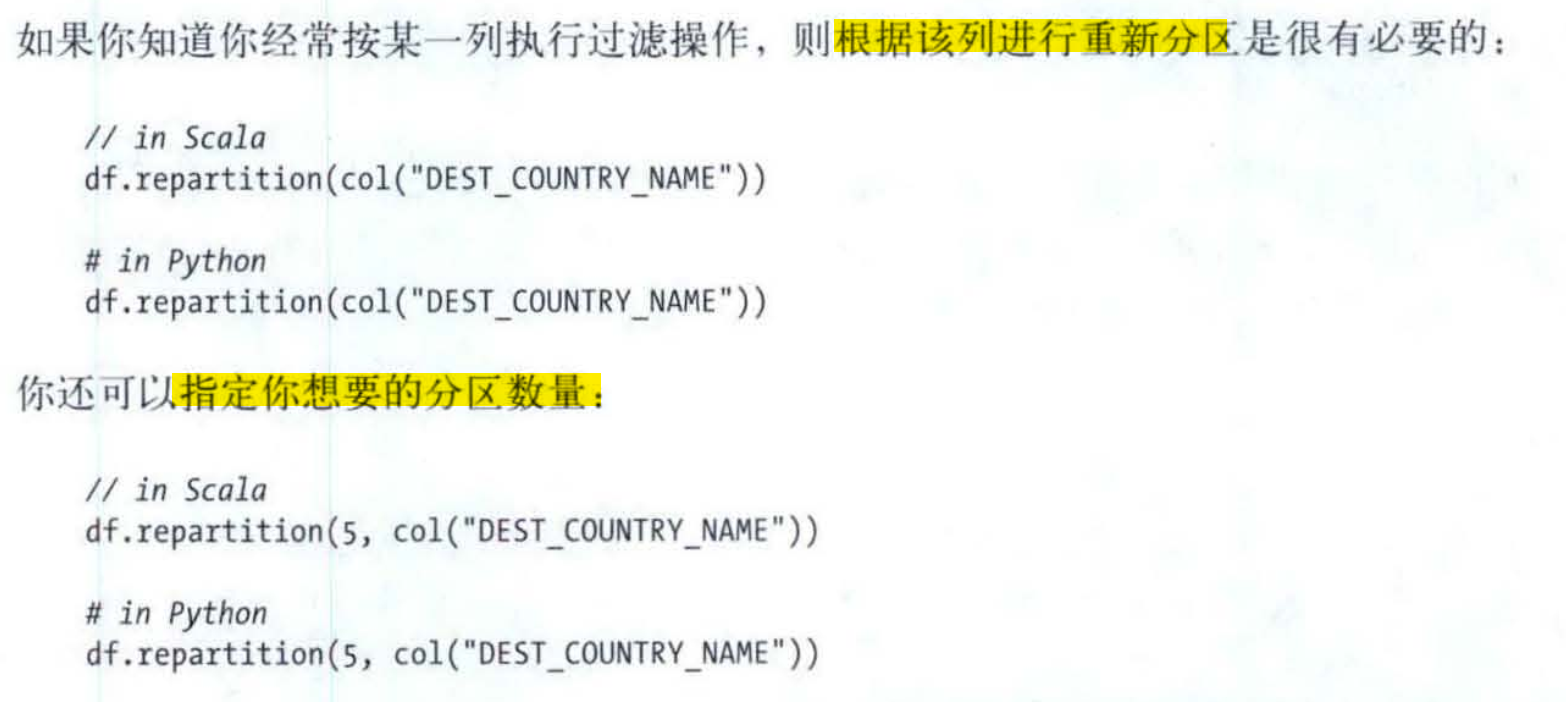 如果你知道你经常按某一列执行过滤操作，则根据该列进行重新分区是很有必要的：
// in Scala
df.repartition(col("DEST_COUNTRY_NAME"))
# in Python
df.repartition(col("DEST_COUNTRY_NAME"))
你还可以指定你想要的分区数量：
// in Scala
df.repartition(5, col("DEST_COUNTRY_NAME"))
# in Python
df.repartition(5, col("DEST_COUNTRY_NAME"))